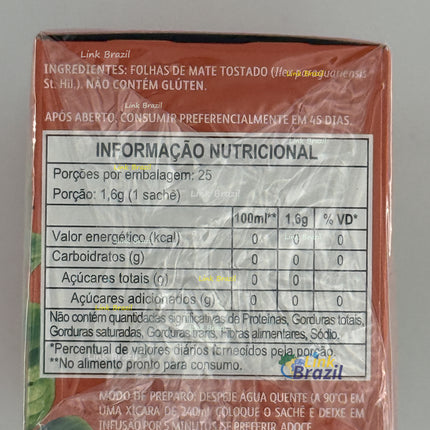 Link Brazil
INGREDIENTES: FOLHAS DE MATE TOSTADO (Ilex paraguariensis
St. Hil.). NÃO CONTÉM GLÚTEN.
Link Brazil
APÓS ABERTO, CONSUMIR PREFERENCIALMENTE EM 45 DIAS.
INFORMAÇÃO NUTRICIONAL
Porções por embalagem: 25
Porção: 1,6g (1 sachê)
100ml** 1,6g % VD*
Valor energético (kcal) 0 0 0
Carboidratos (g) 0 0 0
Açúcares totais (g) 0 0
Açúcares adicionados (g) 0 0 0
Não contém quantidades significativas de Proteínas, Gorduras totais,
Gorduras saturadas, Gorduras trans, Fibras alimentares, Sódio.
*Percentual de valores diários fornecidos pela porção.
**No alimento pronto para consumo.
Link
Brazil
MODO DE PREPARO: DESPEJE ÁGUA QUENTE (A 90°C) EM
UMA XÍCARA DE 240ml, COLOQUE O SACHÊ E DEIXE EM
INFUSÃO POR 5 MINUTOS SE PREFERIR, ADOCE